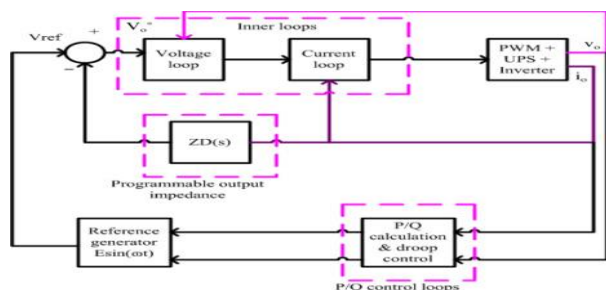 Vref
+
−
Vo*
Inner loops
Voltage
loop
Current
loop
PWM +
UPS +
Inverter
vo
io
ZD(s)
Programmable output
impedance
Reference
generator
Esin(ωt)
P/Q
calculation
& droop
control
P/Q control loops